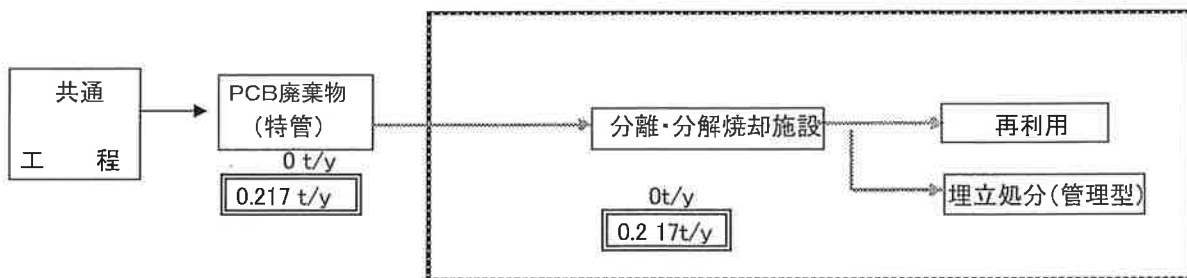 共通
工　　程
PCB廃棄物
（特管）
0 t/y
0.217 t/y
分離・分解焼却施設
0t/y
0.2 17t/y
再利用
埋立処分（管理型）